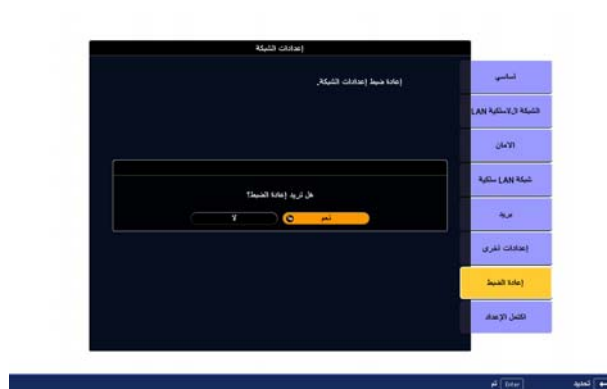 إعدادات الشبكة
إعادة ضبط إعدادات الشبكة.
هل تريد إعادة الضبط؟
نعم
لا
أساسي
الشبكة اللاسلكية LAN
الأمان
شبكة LAN سلكية
بريد
إعدادات أخرى
إعادة الضبط
اكتمل الإعداد
تحديد
Enter تم